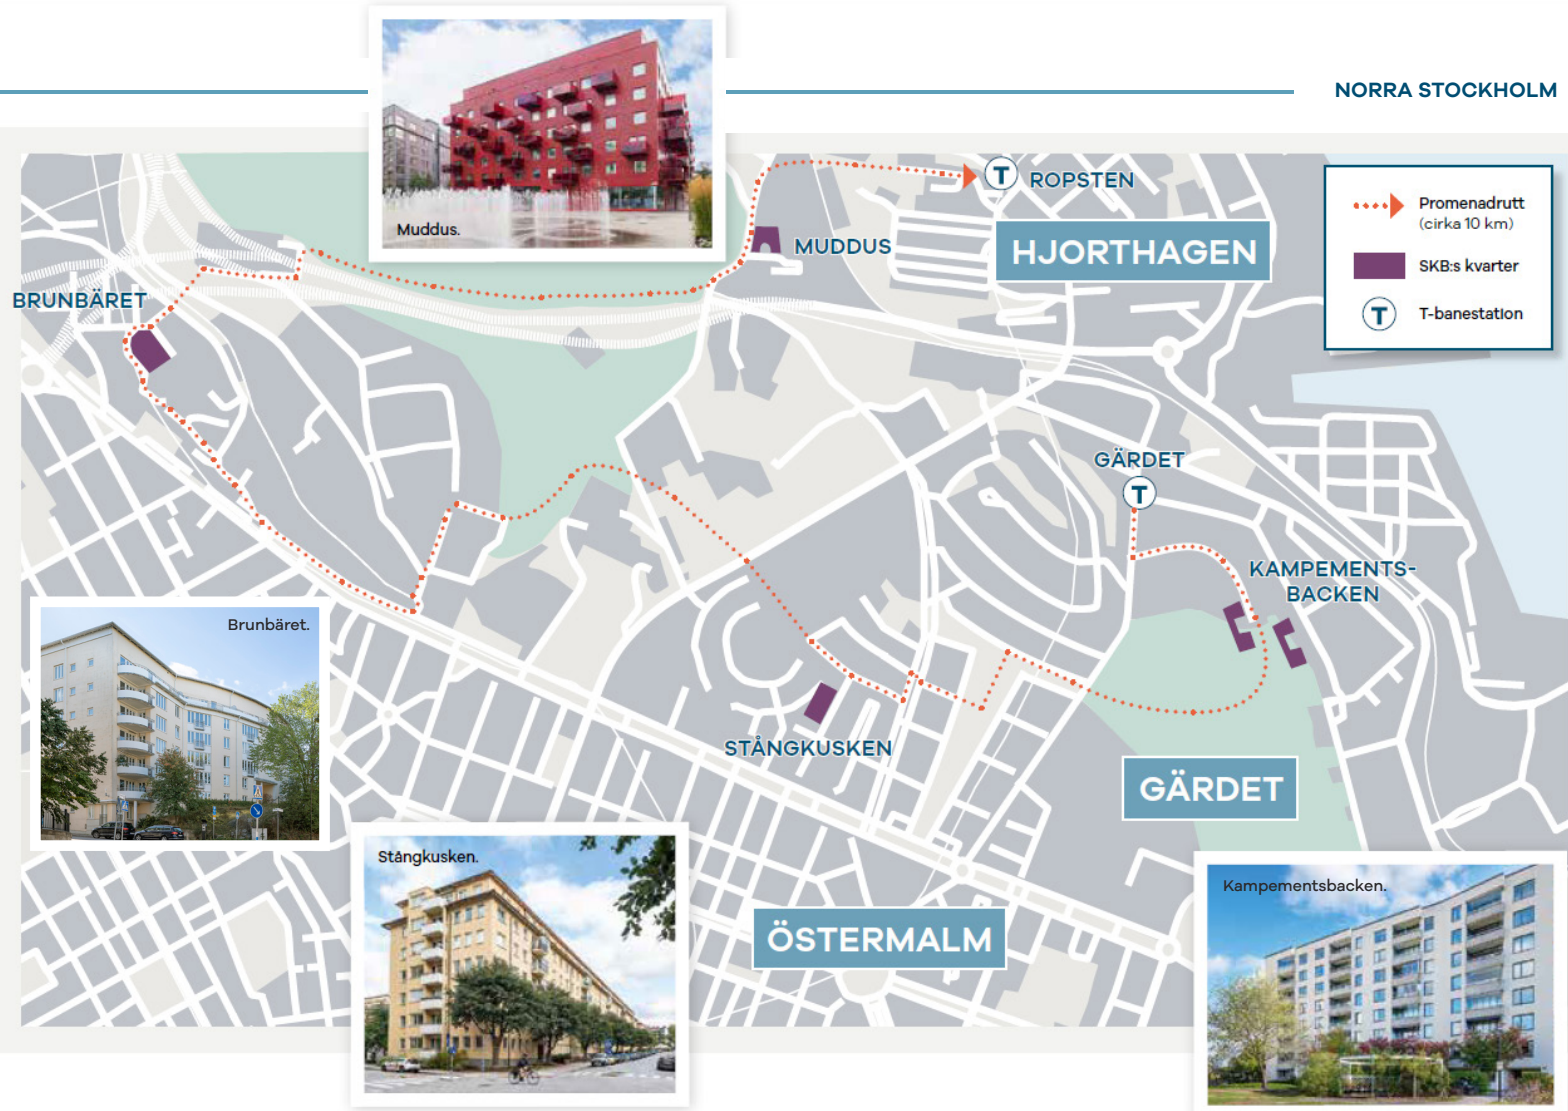 NORRA STOCKHOLM
Muddus.
T
ROPSTEN
Promenadrutt
(cirka 10 km)
SKB:s kvarter
T
T-banestation
MUDDUS
HJORTHAGEN
BRUNBÄRET
GÄRDET
T
KAMPEMENTS-
BACKEN
Brunbäret.
STÅNGKUSKEN
GÄRDET
Stångkusken.
Kampementsbacken.
ÖSTERMALM